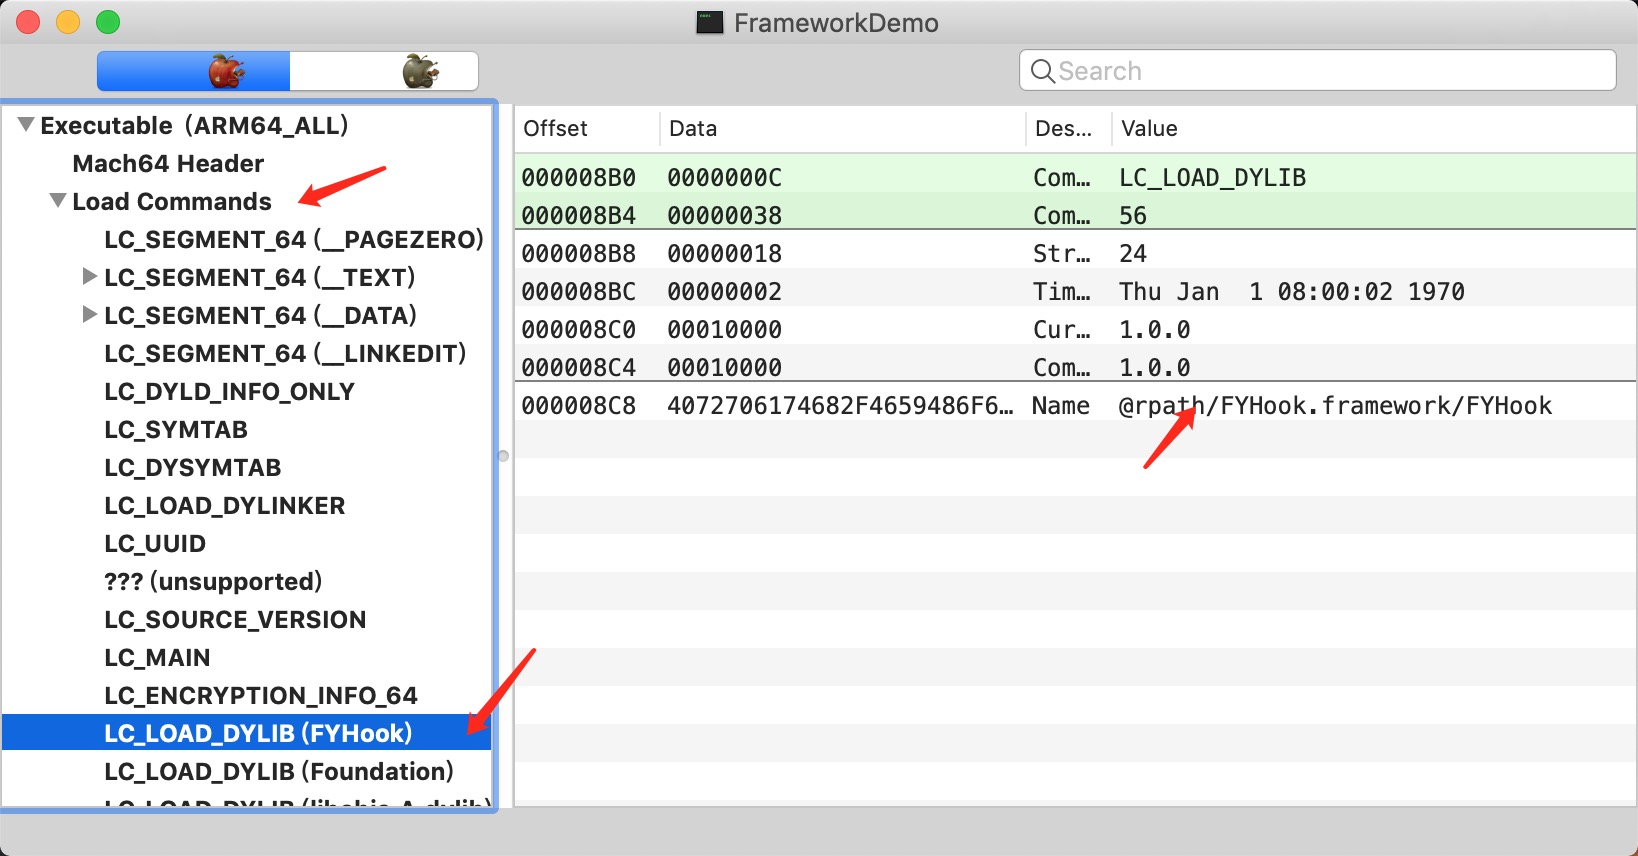 FrameworkDemo
Search
Executable (ARM64_ALL)
Mach64 Header
Load Commands
LC_SEGMENT_64 (__PAGEZERO)
LC_SEGMENT_64 (__TEXT)
LC_SEGMENT_64 (__DATA)
LC_SEGMENT_64 (__LINKEDIT)
LC_DYLD_INFO_ONLY
LC_SYMTAB
LC_DYSYMTAB
LC_LOAD_DYLINKER
LC_UUID
??? (unsupported)
LC_SOURCE_VERSION
LC_MAIN
LC_ENCRYPTION_INFO_64
LC_LOAD_DYLIB (FYHook)
LC_LOAD_DYLIB (Foundation)
LC_LOAD_DYLIB (libobjc.A.dylib)
Offset Data Des... Value
000008B0 0000000C Com... LC_LOAD_DYLIB
000008B4 00000038 Com... 56
000008B8 00000018 Str... 24
000008BC 00000002 Tim... Thu Jan  1 08:00:02 1970
000008C0 00010000 Cur... 1.0.0
000008C4 00010000 Com... 1.0.0
000008C8 4072706174682F4659486F6... Name @rpath/FYHook.framework/FYHook